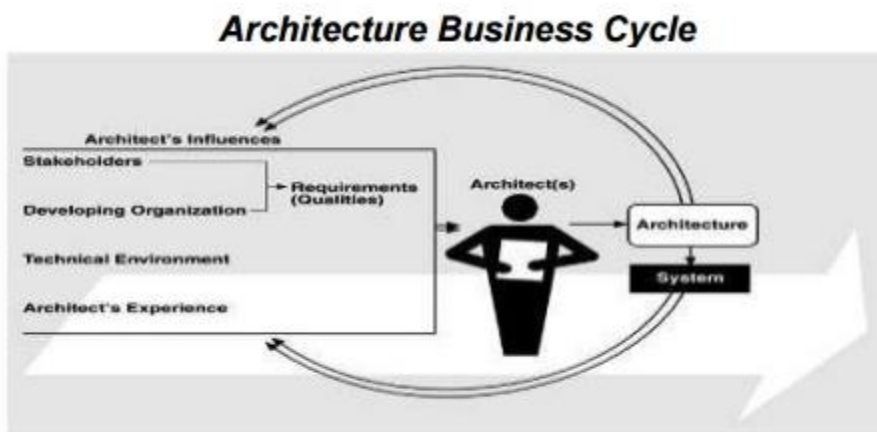 Architecture Business Cycle
Architect's Influences
Stakeholders
Requirements
(Qualities)
Developing Organization
Technical Environment
Architect's Experience
Architect(s)
Architecture
System